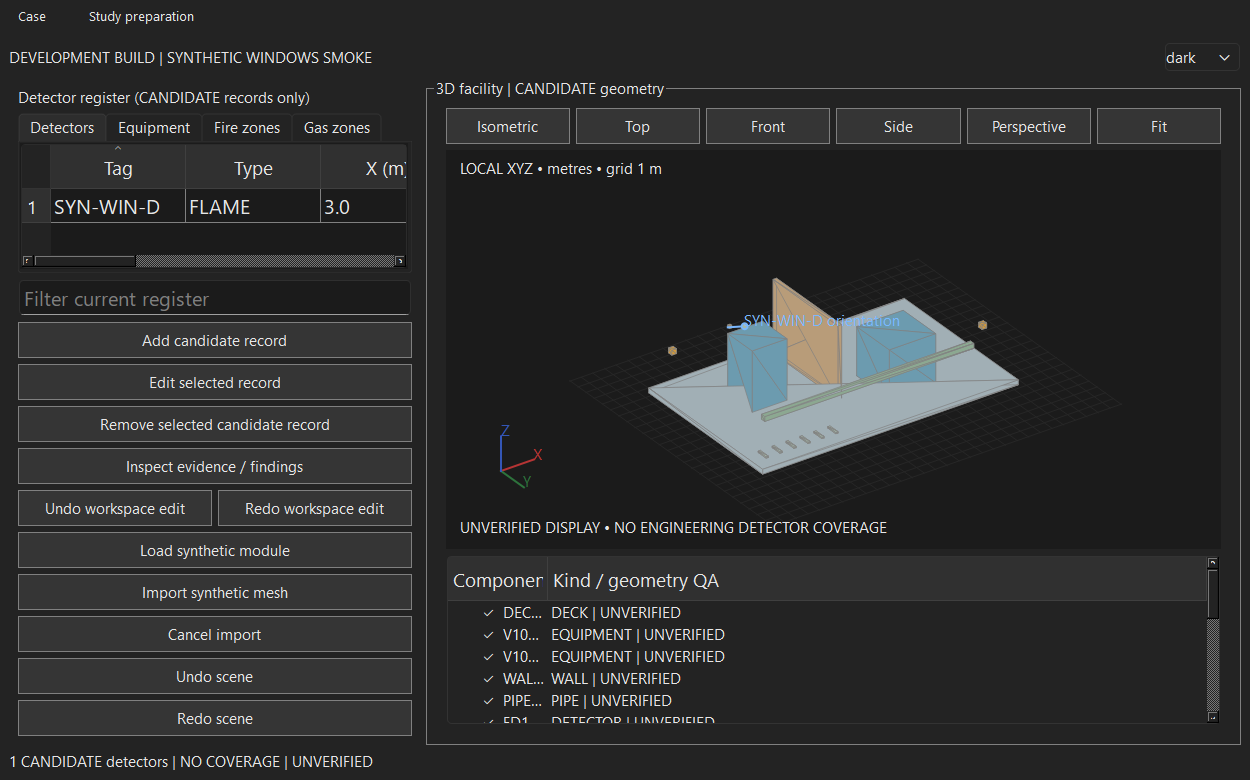 Case Study preparation
DEVELOPMENT BUILD | SYNTHETIC WINDOWS SMOKE
dark
Detector register (CANDIDATE records only)
Detectors Equipment Fire zones Gas zones
Tag Type X (m)
1 SYN-WIN-D FLAME 3.0
Filter current register
Add candidate record
Edit selected record
Remove selected candidate record
Inspect evidence / findings
Undo workspace edit Redo workspace edit
Load synthetic module
Import synthetic mesh
Cancel import
Undo scene
Redo scene
3D facility | CANDIDATE geometry
Isometric Top Front Side Perspective Fit
LOCAL XYZ • metres • grid 1 m
SYN-WIN-D orientation
Z
X
Y
UNVERIFIED DISPLAY • NO ENGINEERING DETECTOR COVERAGE
Componer Kind / geometry QA
DEC... DECK | UNVERIFIED
V10... EQUIPMENT | UNVERIFIED
V10... EQUIPMENT | UNVERIFIED
WAL... WALL | UNVERIFIED
PIPE... PIPE | UNVERIFIED
DETECTOR | UNVERIFIED
1 CANDIDATE detectors | NO COVERAGE | UNVERIFIED